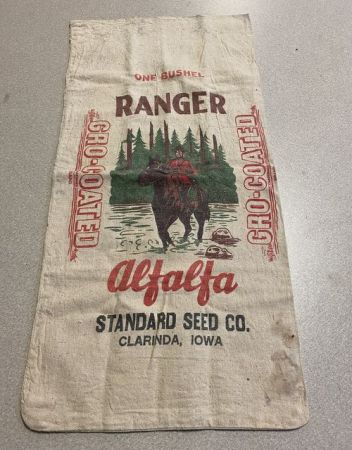 ONE BUSHEL
RANGER
GRO-COATED
GRO-COATED
Alfalfa
STANDARD SEED CO.
CLARINDA, IOWA